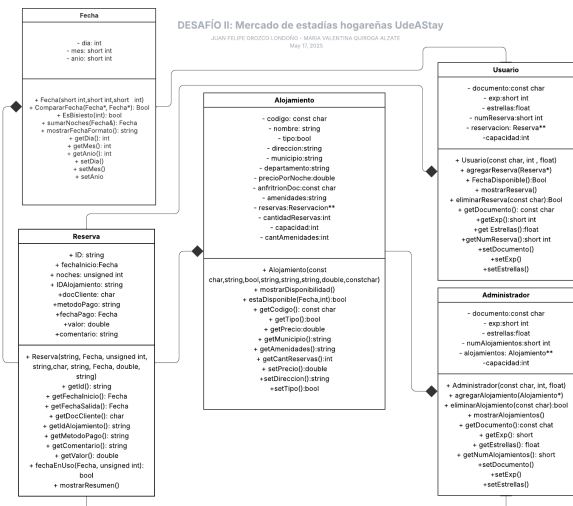 DESAFÍO II: Mercado de estadías hogareñas UdeAStay
JUAN FELIPE OROZCO LONDOÑO - MARIA VALENTINA QUIROGA ALZATE
May 17, 2025
Fecha
- dia: int
- mes: short int
- anio: short int
+ Fecha(short int,short int,short int)
+ CompararFecha(Fecha*, Fecha*): Bool
+ EsBisiesto(int): bool
+ sumarNoches(Fecha&): Fecha
+ mostrarFechaFormato(): string
+ getDia(): int
+ getMes(): int
+ getAnio(): int
+ setDia()
+ setMes()
+ setAnio
Reserva
+ ID: string
+ fechaInicio:Fecha
+ noches: unsigned int
+ IDAlojamiento: string
+docCliente: char
+metodoPago: string
+fechaPago: Fecha
+valor: double
+comentario: string
+ Reserva(string, Fecha, unsigned int,
string,char, string, Fecha, double,
string)
+ getId(): string
+ getFechaInicio(): Fecha
+ getFechaSalida(): Fecha
+ getDocCliente(): char
+ getIdAlojamiento(): string
+ getMetodoPago(): string
+ getComentario(): string
+ getValor(): double
+ fechaEnUso(Fecha, unsigned int):
bool
+ mostrarResumen()
Alojamiento
- codigo: const char
- nombre: string
- tipo:bool
- direccion:string
- municipio:string
- departamento:string
- precioPorNoche:double
- anfritrionDoc:const char
- amenidades:string
- reservas:Reservacion**
- cantidadReservas:int
- capacidad:int
- cantAmenidades:int
+ Alojamiento(const
char,string,bool,string,string,string,double,constchar)
+ mostrarDisponibilidad()
+ estaDisponible(Fecha,int):bool
+ getCodigo(): const char
+ getTipo():bool
+ getPrecio:double
+ getMunicipio():string
+ getAmenidades():string
+ getCantReservas():int
+ setPrecio():double
+setDireccion():string
+setTipo():bool
Usuario
- documento:const char
- exp:short int
- estrellas:float
- numReserva:short int
- reservacion: Reserva**
-capacidad:int
+ Usuario(const char, int , float)
+ agregarReserva(Reserva*)
+ FechaDisponible():Bool
+ mostrarReserva()
+ eliminarReserva(const char):Bool
+ getDocumento(): const char
+getExp():short int
+get Estrellas():float
+getNumReserva():short int
+setDocumento()
+setExp()
+setEstrellas()
Administrador
- documento:const char
- exp:short int
- estrellas:float
- numAlojamientos:short int
- alojamientos: Alojamiento**
-capacidad:int
+ Administrador(const char, int, float)
+ agregarAlojamiento(Alojamiento*)
+ eliminarAlojamiento(const char):bool
+ mostrarAlojamientos()
+ getDocumento():const chat
+ getExp(): short
+ getEstrellas(): float
+ getNumAlojamientos(): short
+setDocumento()
+setExp()
+setEstrellas()